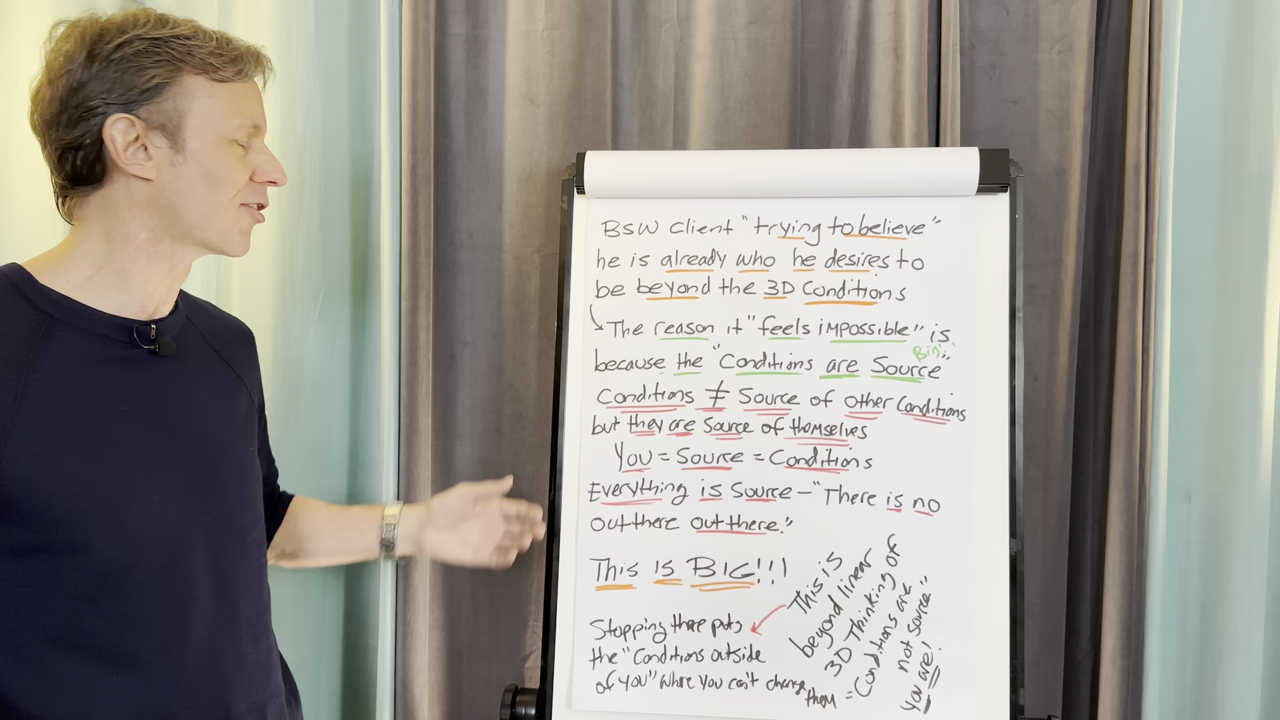 BSW Client "trying to believe"
he is already who he desires to
be beyond the 3D Conditions
The reason it "feels impossible" is
because the "Conditions are Source"
Conditions ≠ Source of other Conditions
but they are Source of themselves
You = Source = Conditions
Everything is Source – "There is no
out there out there."
This is BIG!!!
Stopping there puts
the "Conditions outside
of you" where you can't change
them
This is
beyond linear
3D Thinking of
"Conditions are
not source"
you are!